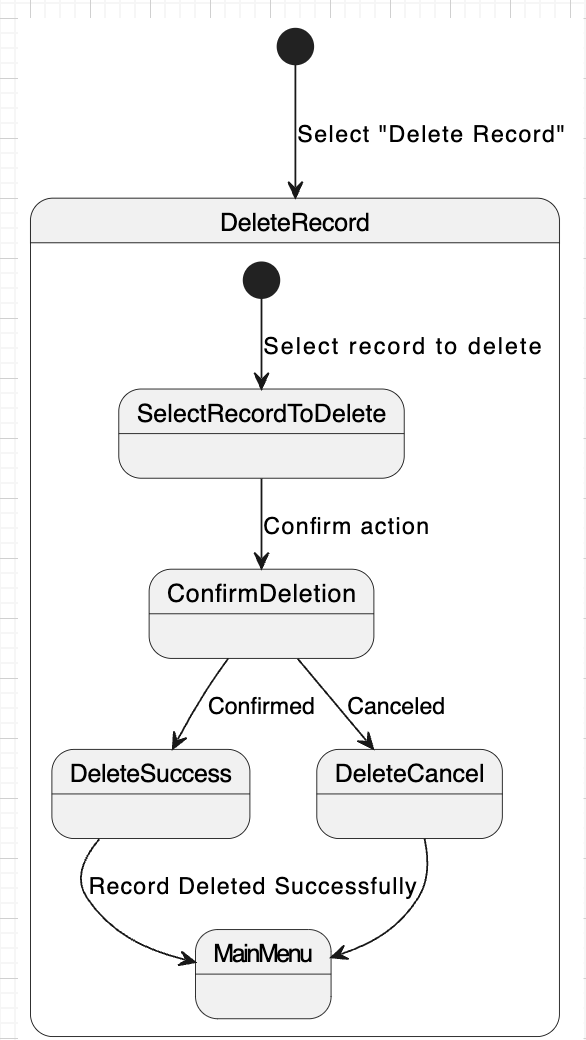 Select "Delete Record"
DeleteRecord
Select record to delete
SelectRecordToDelete
Confirm action
ConfirmDeletion
Confirmed
Canceled
DeleteSuccess
DeleteCancel
Record Deleted Successfully
MainMenu